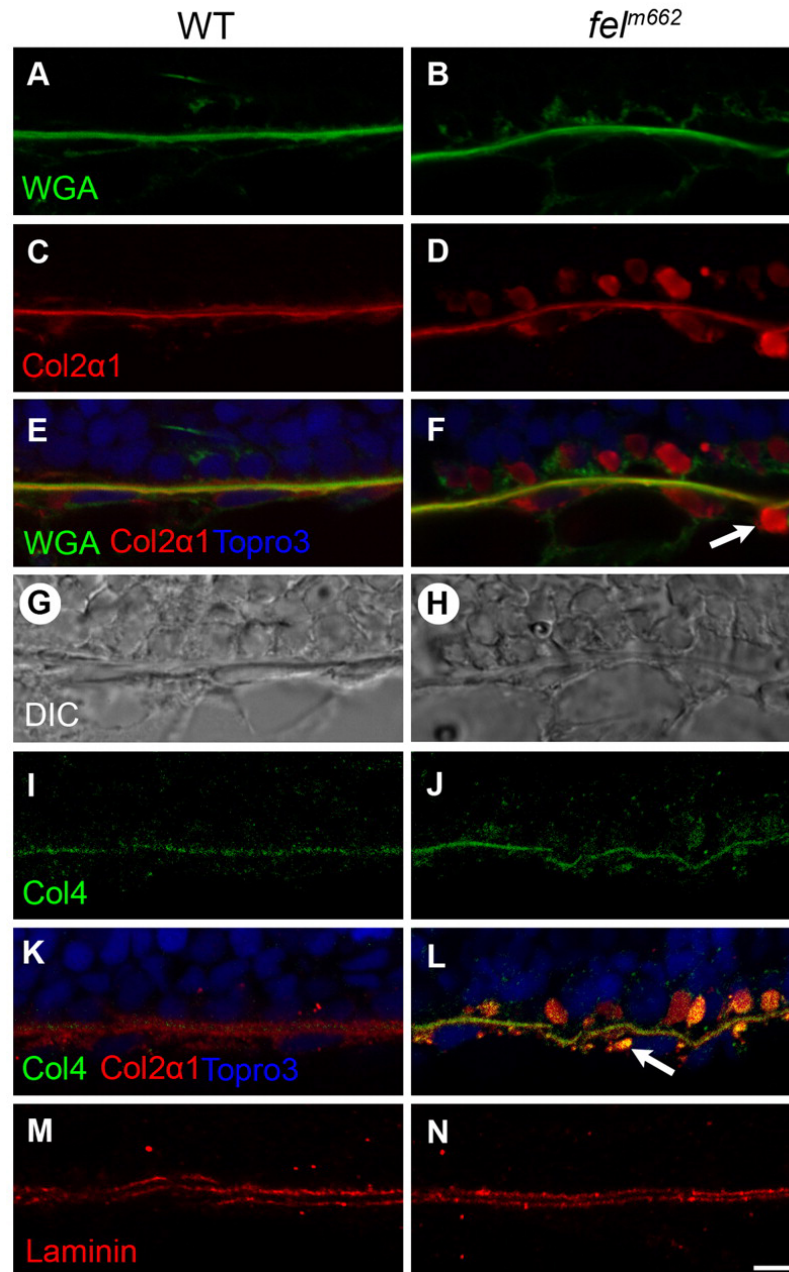 WT
fel^m662
A
B
WGA
C
D
Col2α1
E
F
WGA Col2α1 Topro3
G
H
DIC
I
J
Col4
K
L
Col4 Col2α1 Topro3
M
N
Laminin